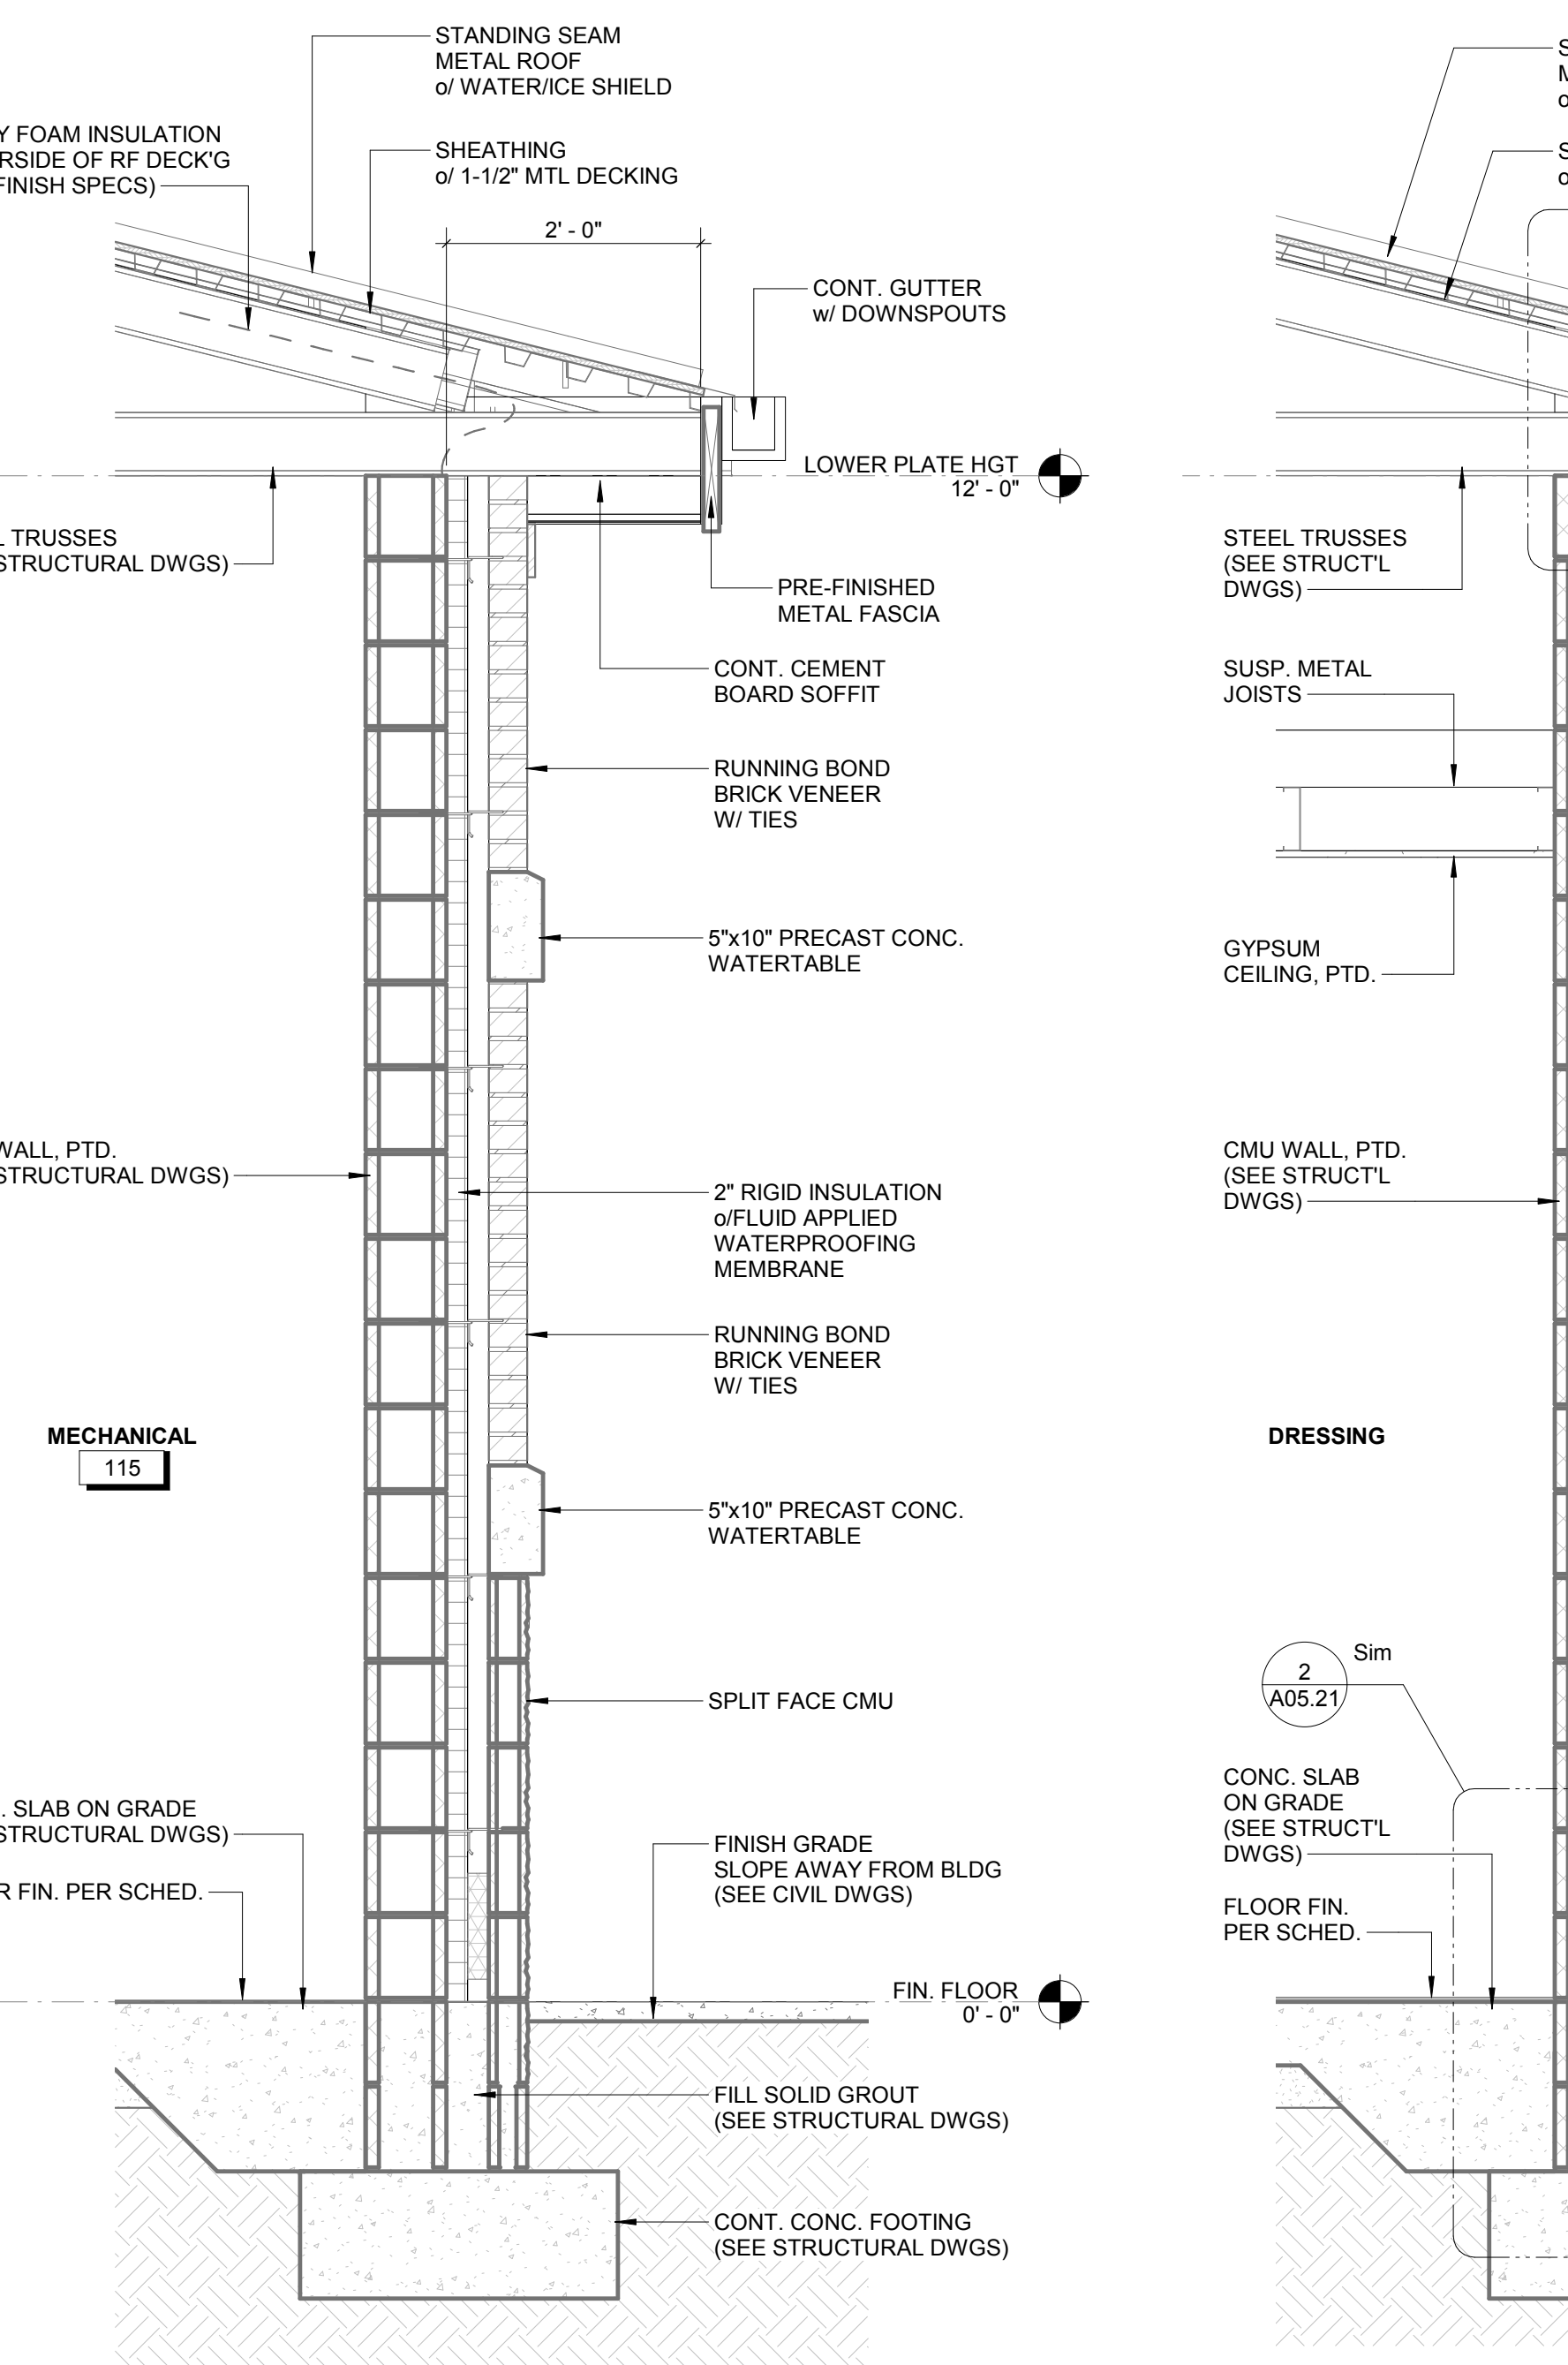 STANDING SEAM
METAL ROOF
o/ WATER/ICE SHIELD
Y FOAM INSULATION
RSIDE OF RF DECK'G
FINISH SPECS)
SHEATHING
o/ 1-1/2" MTL DECKING
2' - 0"
CONT. GUTTER
w/ DOWNSPOUTS
LOWER PLATE HGT
12' - 0"
TRUSSES
STRUCTURAL DWGS)
PRE-FINISHED
METAL FASCIA
CONT. CEMENT
BOARD SOFFIT
RUNNING BOND
BRICK VENEER
W/ TIES
5"x10" PRECAST CONC.
WATERTABLE
WALL, PTD.
STRUCTURAL DWGS)
2" RIGID INSULATION
o/FLUID APPLIED
WATERPROOFING
MEMBRANE
RUNNING BOND
BRICK VENEER
W/ TIES
MECHANICAL
115
5"x10" PRECAST CONC.
WATERTABLE
SPLIT FACE CMU
. SLAB ON GRADE
STRUCTURAL DWGS)
R FIN. PER SCHED.
FINISH GRADE
SLOPE AWAY FROM BLDG
(SEE CIVIL DWGS)
FIN. FLOOR
0' - 0"
FILL SOLID GROUT
(SEE STRUCTURAL DWGS)
CONT. CONC. FOOTING
(SEE STRUCTURAL DWGS)
STEEL TRUSSES
(SEE STRUCT'L
DWGS)
SUSP. METAL
JOISTS
GYPSUM
CEILING, PTD.
CMU WALL, PTD.
(SEE STRUCT'L
DWGS)
DRESSING
2
A05.21
Sim
CONC. SLAB
ON GRADE
(SEE STRUCT'L
DWGS)
FLOOR FIN.
PER SCHED.